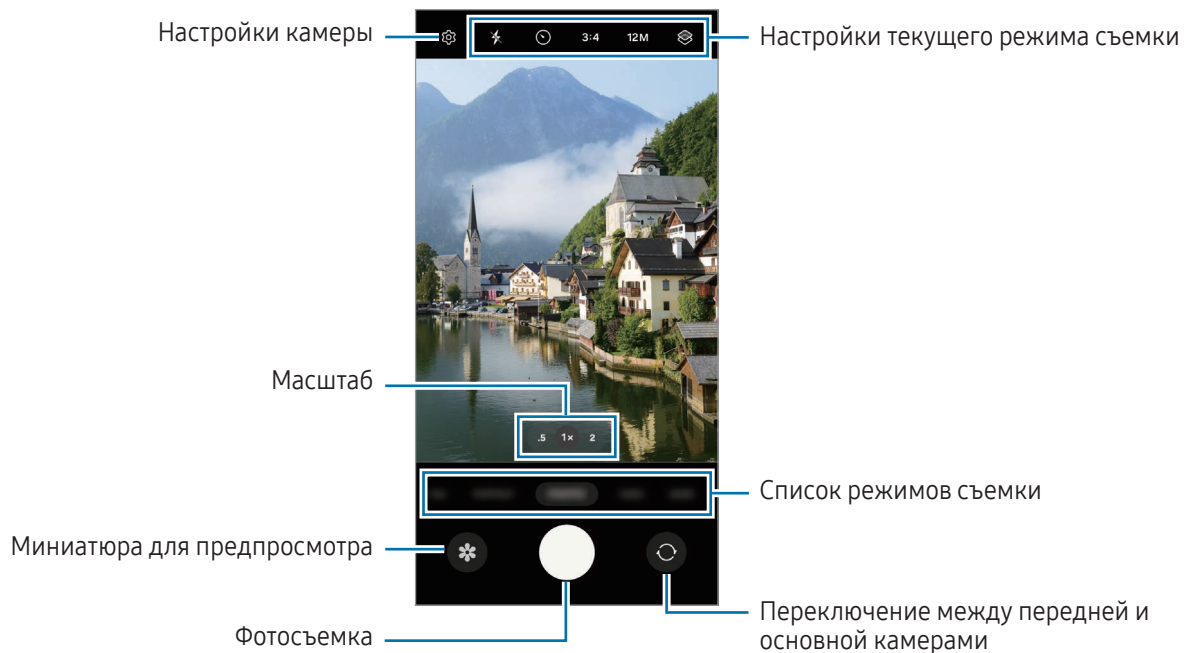 Настройки камеры
3:4 12M
Настройки текущего режима съемки
Масштаб
.5 1× 2
Список режимов съемки
Миниатюра для предпросмотра
Фотосъемка
Переключение между передней и
основной камерами